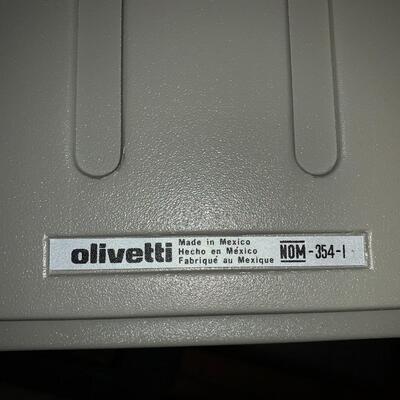 olivetti
Made in Mexico
Hecho en México
Fabriqué au Mexique
NOM-354-I